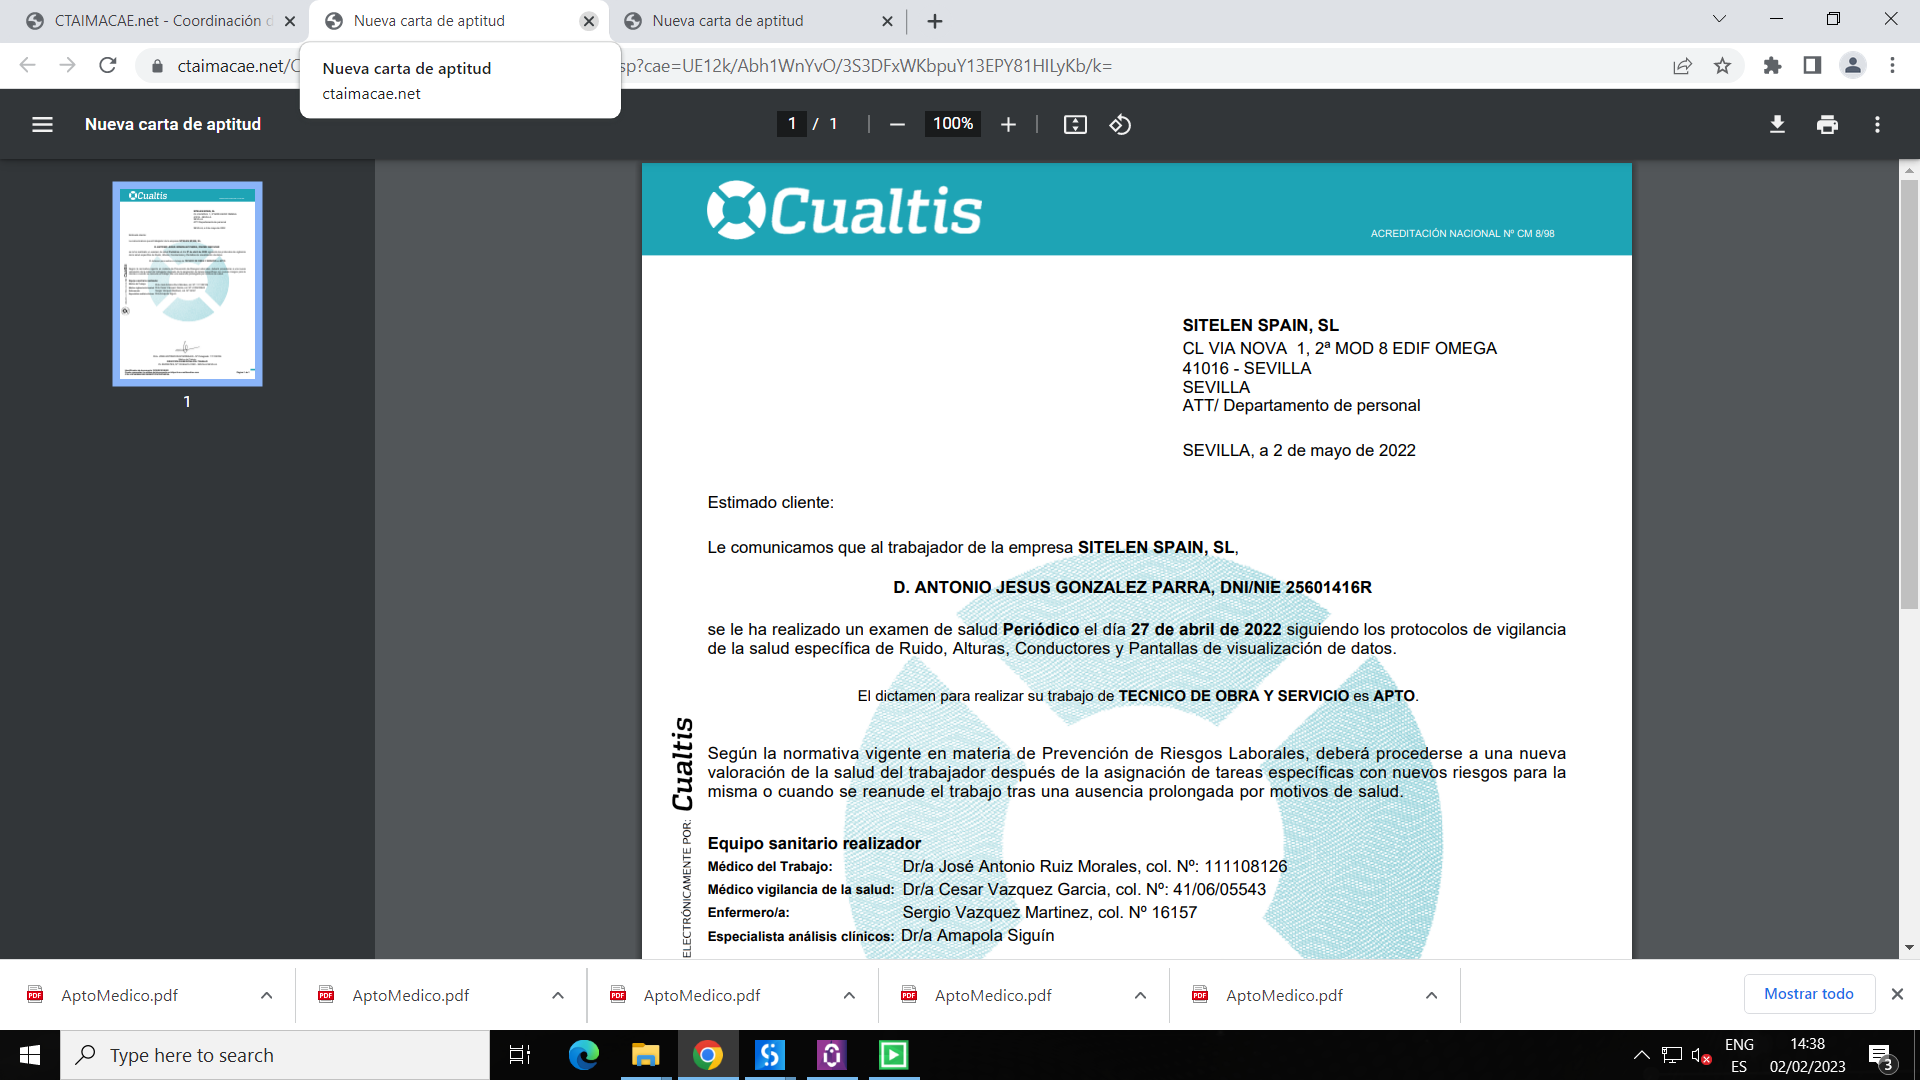 CTAIMACAE.net - Coordinación d
Nueva carta de aptitud
Nueva carta de aptitud
Nueva carta de aptitud
ctaimacae.net
ctaimacae.net/C
sp?cae=UE12k/Abh1WnYvO/3S3DFxWKbpuY13EPY81HILyKb/k=
Nueva carta de aptitud
1 / 1
100%
1
Cualtis
ACREDITACIÓN NACIONAL Nº CM 8/98
SITELEN SPAIN, SL
CL VIA NOVA 1, 2ª MOD 8 EDIF OMEGA
41016 - SEVILLA
SEVILLA
ATT/ Departamento de personal
SEVILLA, a 2 de mayo de 2022
Estimado cliente:
Le comunicamos que al trabajador de la empresa SITELEN SPAIN, SL,
D. ANTONIO JESUS GONZALEZ PARRA, DNI/NIE 25601416R
se le ha realizado un examen de salud Periódico el día 27 de abril de 2022 siguiendo los protocolos de vigilancia
de la salud específica de Ruido, Alturas, Conductores y Pantallas de visualización de datos.
El dictamen para realizar su trabajo de TECNICO DE OBRA Y SERVICIO es APTO.
Según la normativa vigente en materia de Prevención de Riesgos Laborales, deberá procederse a una nueva
valoración de la salud del trabajador después de la asignación de tareas específicas con nuevos riesgos para la
misma o cuando se reanude el trabajo tras una ausencia prolongada por motivos de salud.
Equipo sanitario realizador
Médico del Trabajo: Dr/a José Antonio Ruiz Morales, col. Nº: 111108126
Médico vigilancia de la salud: Dr/a Cesar Vazquez Garcia, col. Nº: 41/06/05543
Enfermero/a: Sergio Vazquez Martinez, col. Nº 16157
Especialista análisis clínicos: Dr/a Amapola Siguín
ELECTRÓNICAMENTE POR: Cualtis
AptoMedico.pdf
AptoMedico.pdf
AptoMedico.pdf
AptoMedico.pdf
AptoMedico.pdf
Mostrar todo
Type here to search
ENG
ES
14:38
02/02/2023
3